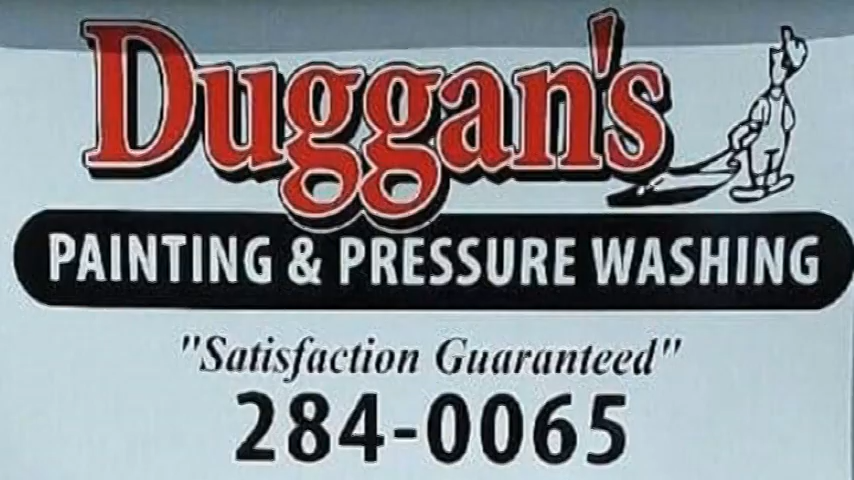 Duggan's
PAINTING & PRESSURE WASHING
"Satisfaction Guaranteed"
284-0065